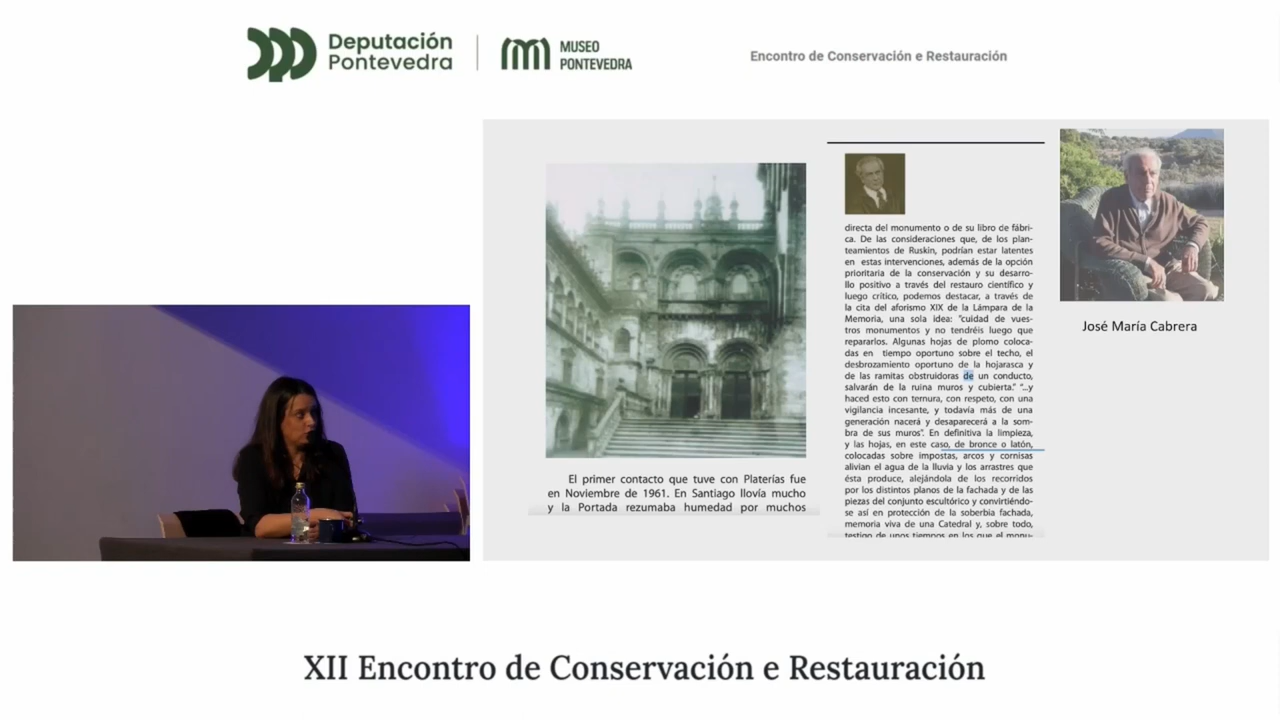 Deputación
Pontevedra
MUSEO
PONTEVEDRA
Encontro de Conservación e Restauración
El primer contacto que tuve con Platerías fue
en Noviembre de 1961. En Santiago llovía mucho
y la Portada rezumaba humedad por muchos
directa del monumento o de su libro de fábri-
ca. De las consideraciones que, de los plan-
teamientos de Ruskin, podrían estar latentes
en estas intervenciones, además de la opción
prioritaria de la conservación y su desarro-
llo positivo a través del restauro científico y
luego crítico, podemos destacar, a través de
la cita del aforismo XIX de la Lámpara de la
Memoria, una sola idea: "cuidad de vues-
tros monumentos y no tendréis luego que
repararlos. Algunas hojas de plomo coloca-
das en tiempo oportuno sobre el techo, el
desbrozamiento oportuno de la hojarasca y
de las ramitas obstruidoras de un conducto,
salvarán de la ruina muros y cubierta." "...y
haced esto con ternura, con respeto, con una
vigilancia incesante, y todavía más de una
generación nacerá y desaparecerá a la som-
bra de sus muros". En definitiva la limpieza,
y las hojas, en este caso, de bronce o latón,
colocadas sobre impostas, arcos y cornisas
alivian el agua de la lluvia y los arrastres que
ésta produce, alejándola de los recorridos
por los distintos planos de la fachada y de las
piezas del conjunto escultórico y convirtiéndo-
se así en protección de la soberbia fachada,
memoria viva de una Catedral y, sobre todo,
testigo de unos tiempos en los que el monu-
José María Cabrera
XII Encontro de Conservación e Restauración